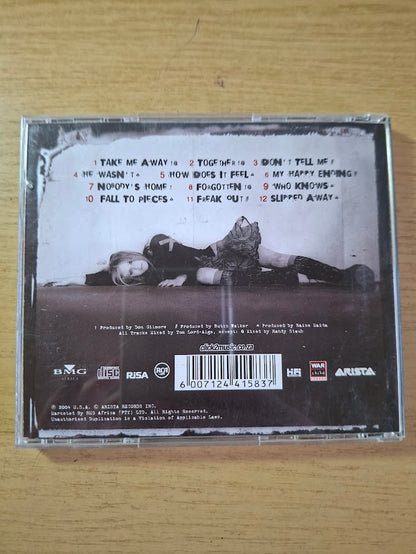 1 TAKE ME AWAY 2 TOGETHER 3 DON'T TELL ME
4 HE WASN'T 5 HOW DOES IT FEEL 6 MY HAPPY ENDING
7 NOBODY'S HOME 8 FORGOTTEN 9 WHO KNOWS
10 FALL TO PIECES 11 FREAK OUT 12 SLIPPED AWAY
! Produced by Don Gilmore # Produced by Butch Walker * Produced by Raine Maida
All Tracks Mixed by Tom Lord-Alge, except: @ Mixed by Randy Staub
click2music.co.za
BMG AFRICA
disc
RiSA
RCA
6 007124 415837
WAR child
ARISTA
℗ 2004 U.S.A. © ARISTA RECORDS INC.
Marketed by BMG Africa (PTY) LTD. All Rights Reserved.
Unauthorised Duplication is a Violation of Applicable Laws.